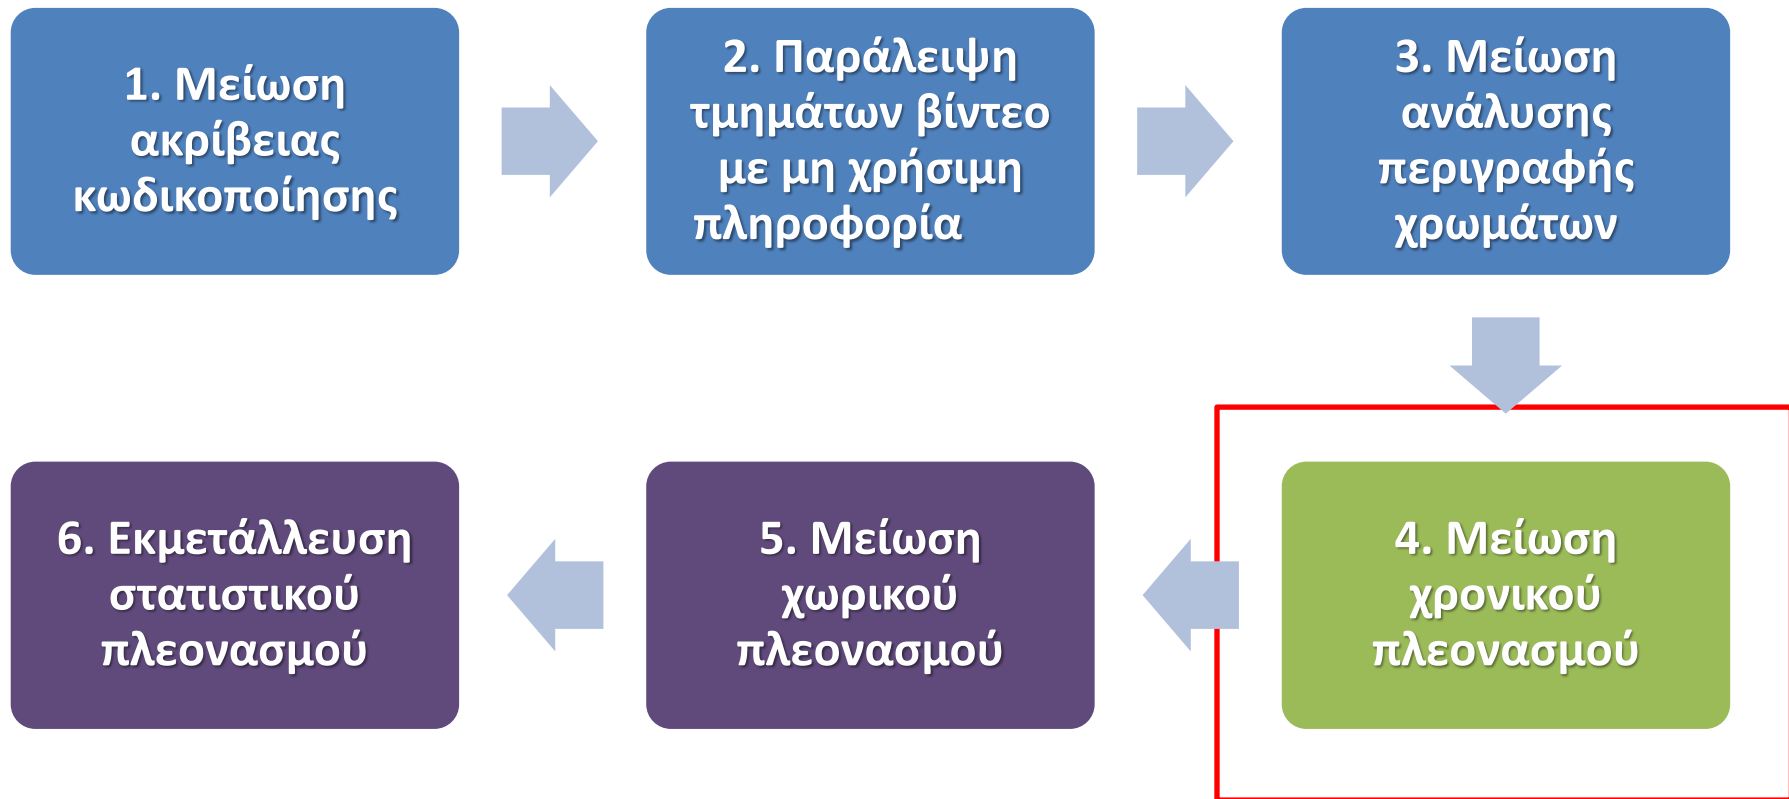 1. Μείωση
ακρίβειας
κωδικοποίησης
2. Παράλειψη
τμημάτων βίντεο
με μη χρήσιμη
πληροφορία
3. Μείωση
ανάλυσης
περιγραφής
χρωμάτων
4. Μείωση
χρονικού
πλεονασμού
5. Μείωση
χωρικού
πλεονασμού
6. Εκμετάλλευση
στατιστικού
πλεονασμού